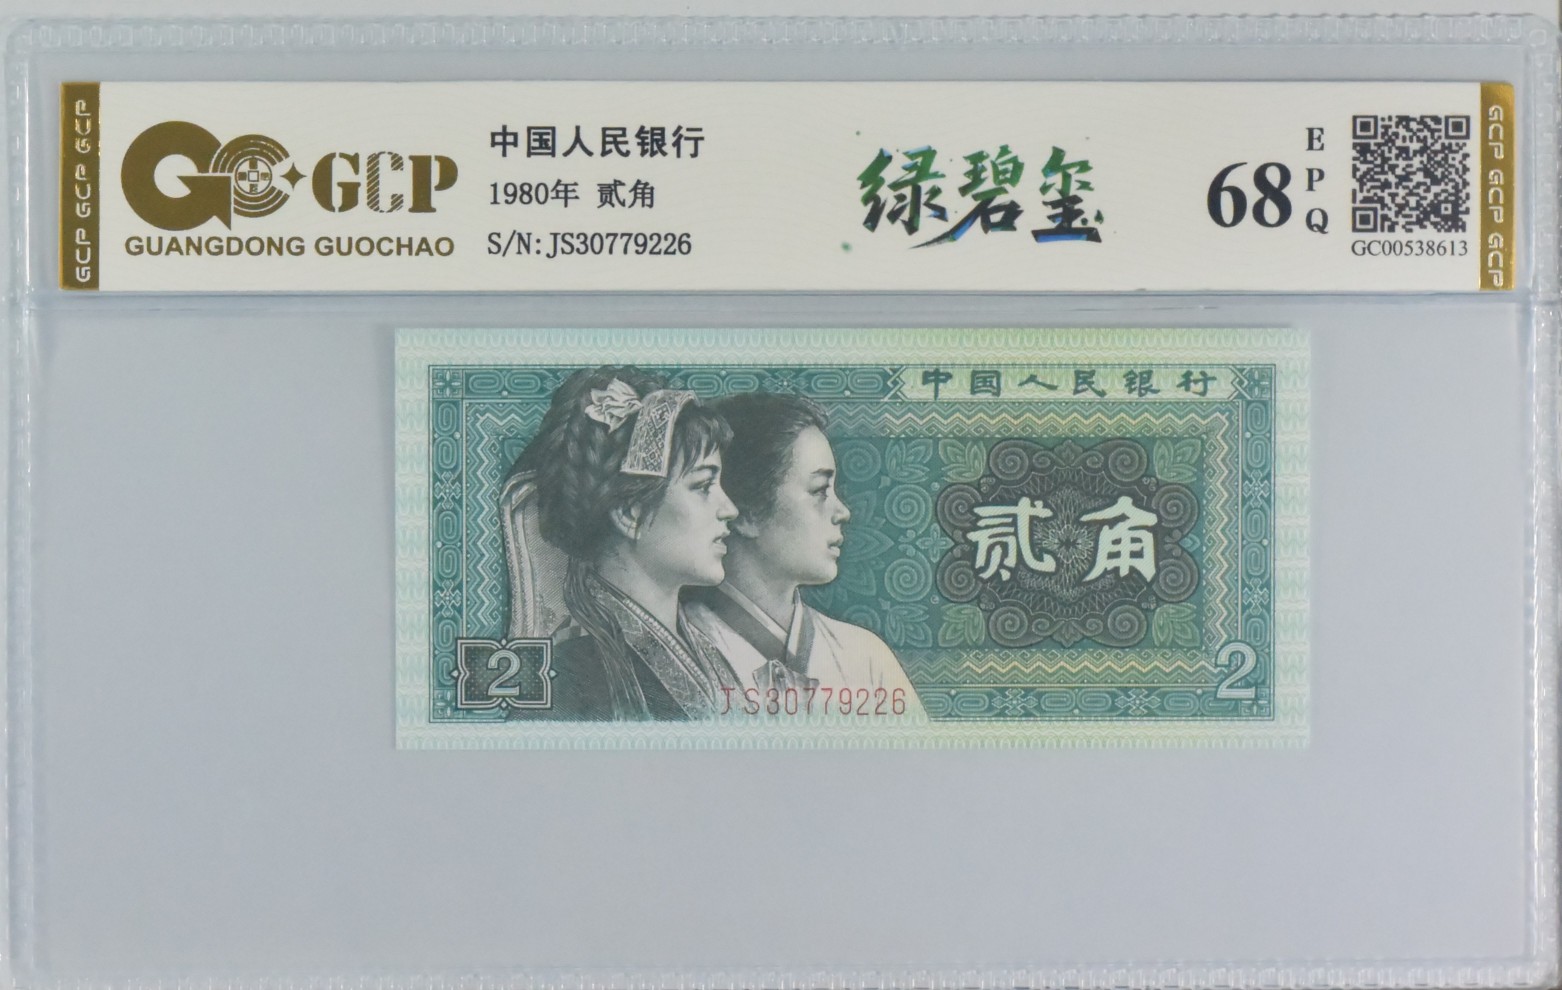 GCP GCP GCP
GCP
GUANGDONG GUOCHAO
中国人民银行
1980年 贰角
S/N:JS30779226
绿碧玺
68
EPQ
GC00538613
GCP GCP GCP
中国人民银行
贰角
2
2
JS30779226